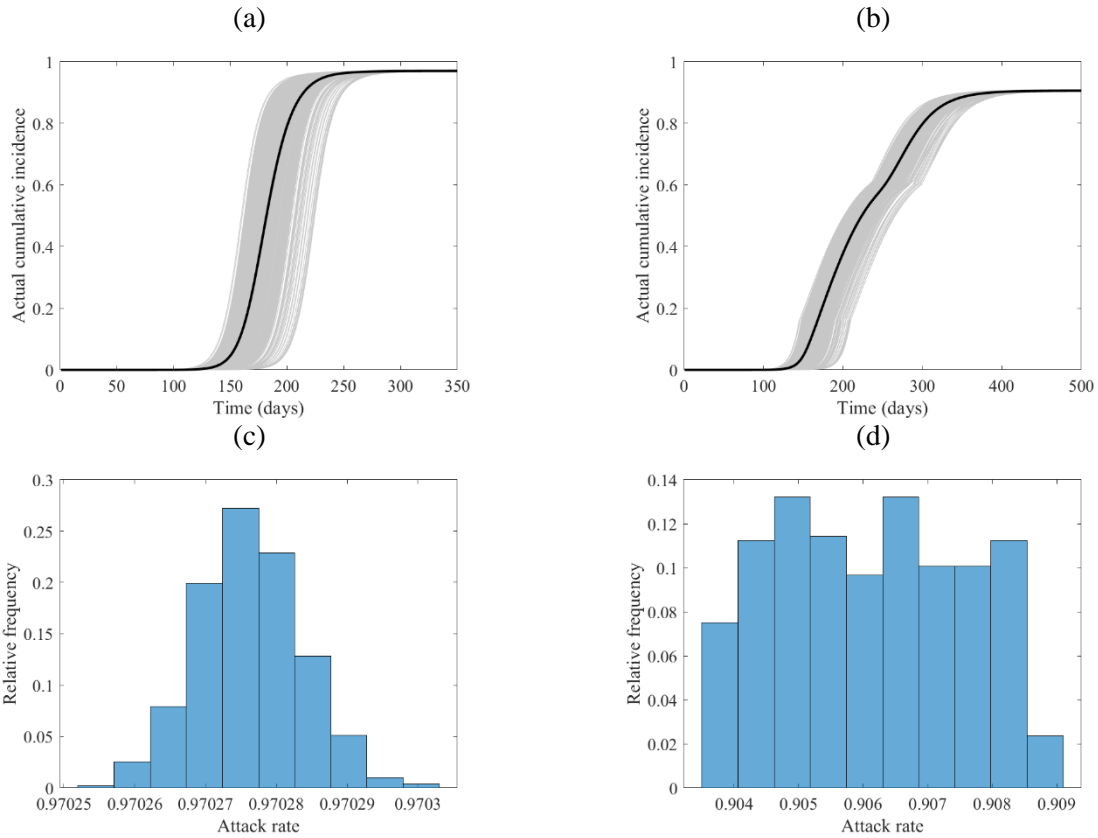 (a)
(b)
Actual cumulative incidence
1
0.8
0.6
0.4
0.2
0
0 50 100 150 200 250 300 350
Time (days)
Actual cumulative incidence
1
0.8
0.6
0.4
0.2
0
0 100 200 300 400 500
Time (days)
(c)
(d)
Relative frequency
0.3
0.25
0.2
0.15
0.1
0.05
0
0.97025 0.97026 0.97027 0.97028 0.97029 0.9703
Attack rate
Relative frequency
0.14
0.12
0.1
0.08
0.06
0.04
0.02
0
0.904 0.905 0.906 0.907 0.908 0.909
Attack rate